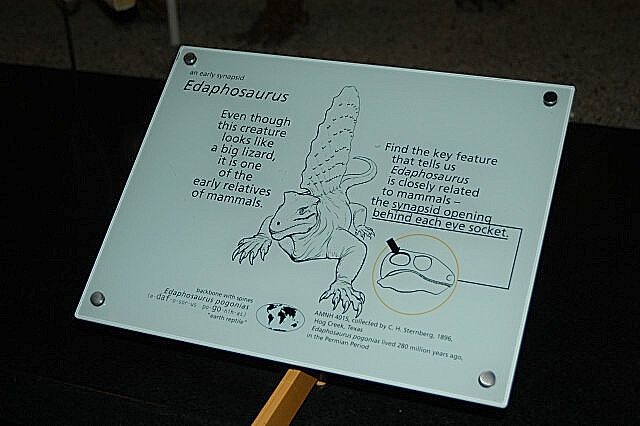 an early synapsid
Edaphosaurus
Even though
this creature
looks like
a big lizard,
it is one
of the
early relatives
of mammals.
Find the key feature
that tells us
Edaphosaurus
is closely related
to mammals –
the synapsid opening
behind each eye socket.
backbone with spines
Edaphosaurus pogonias
"earth reptile"
AMNH 4015, collected by C. H. Sternberg, 1896,
Hog Creek, Texas
Edaphosaurus pogonias lived 280 million years ago,
in the Permian Period